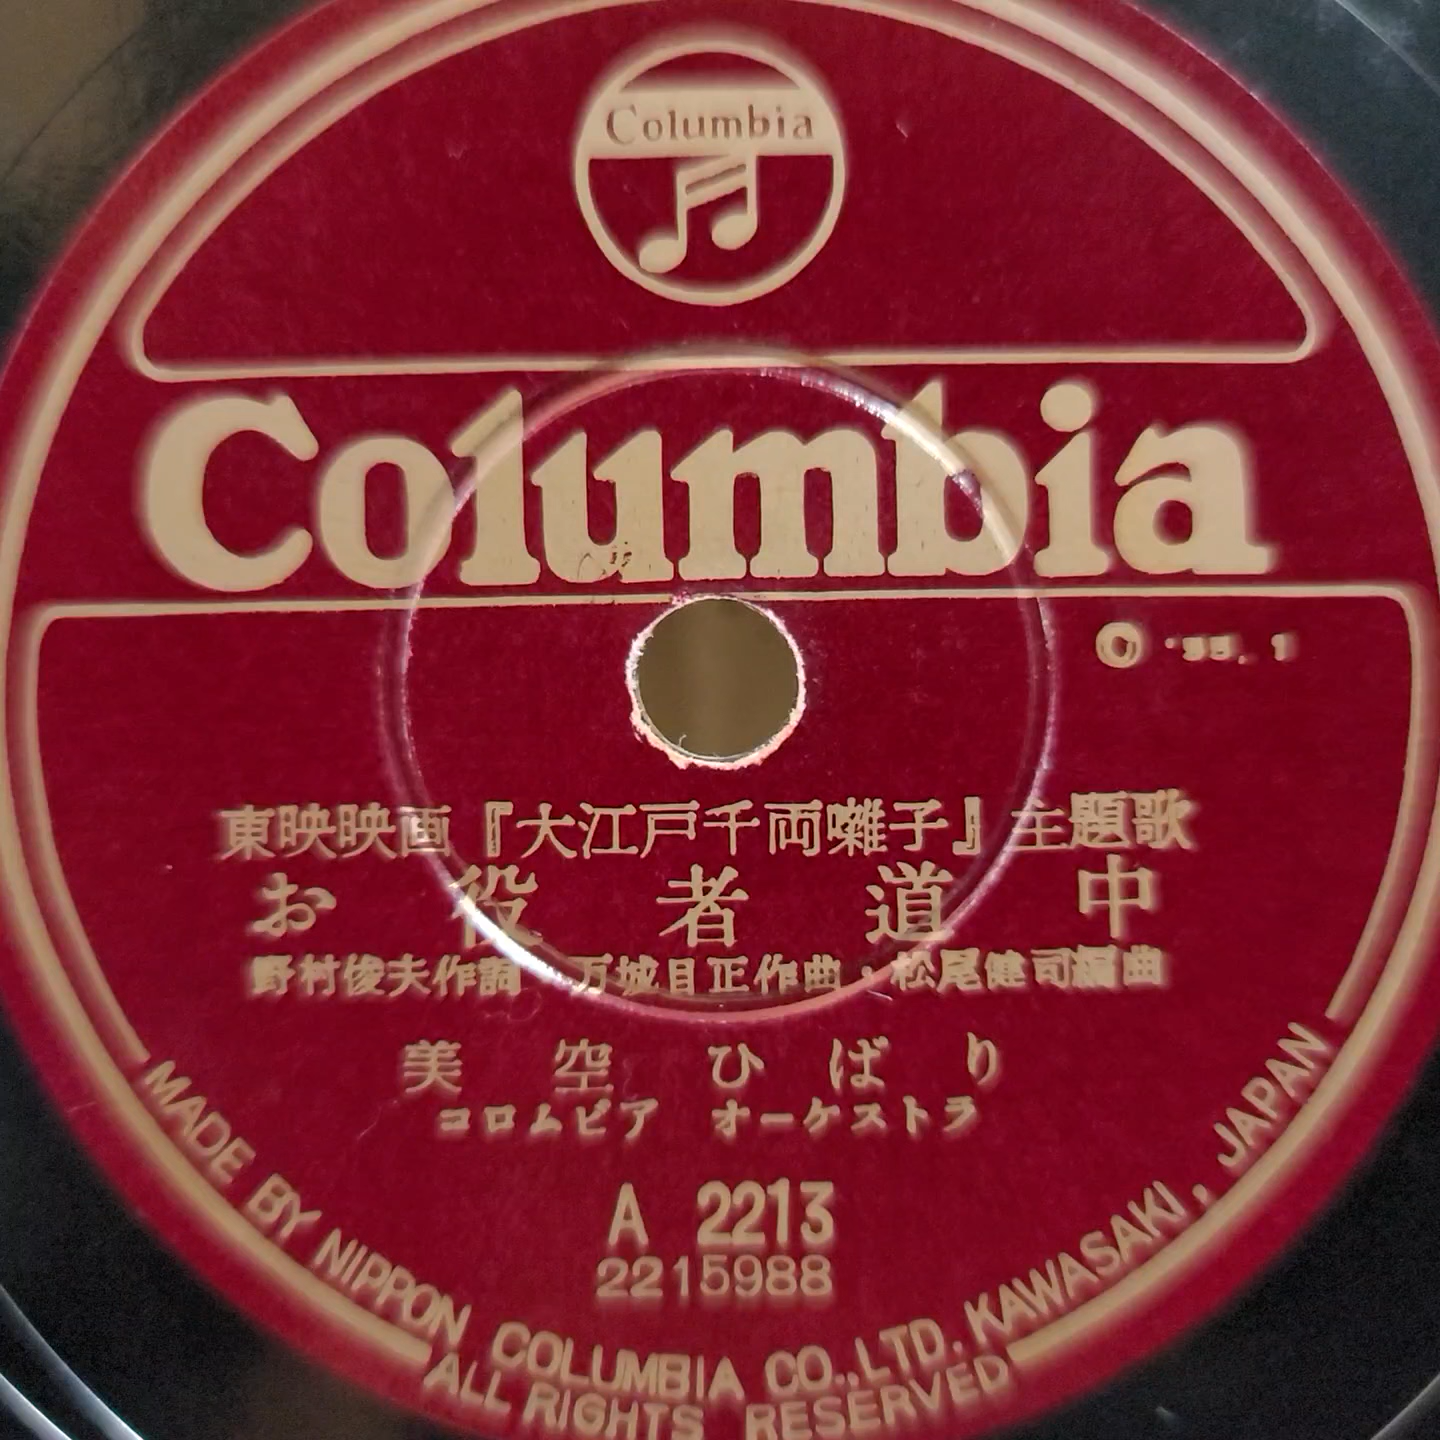 Columbia
Columbia
© '55. 1
東映映画『大江戸千両囃子』主題歌
お役者道中
野村俊夫作詞・万城目正作曲・松尾健司編曲
美空ひばり
コロムビア オーケストラ
A 2213
2215988
MADE BY NIPPON COLUMBIA CO., LTD. KAWASAKI, JAPAN
ALL RIGHTS RESERVED